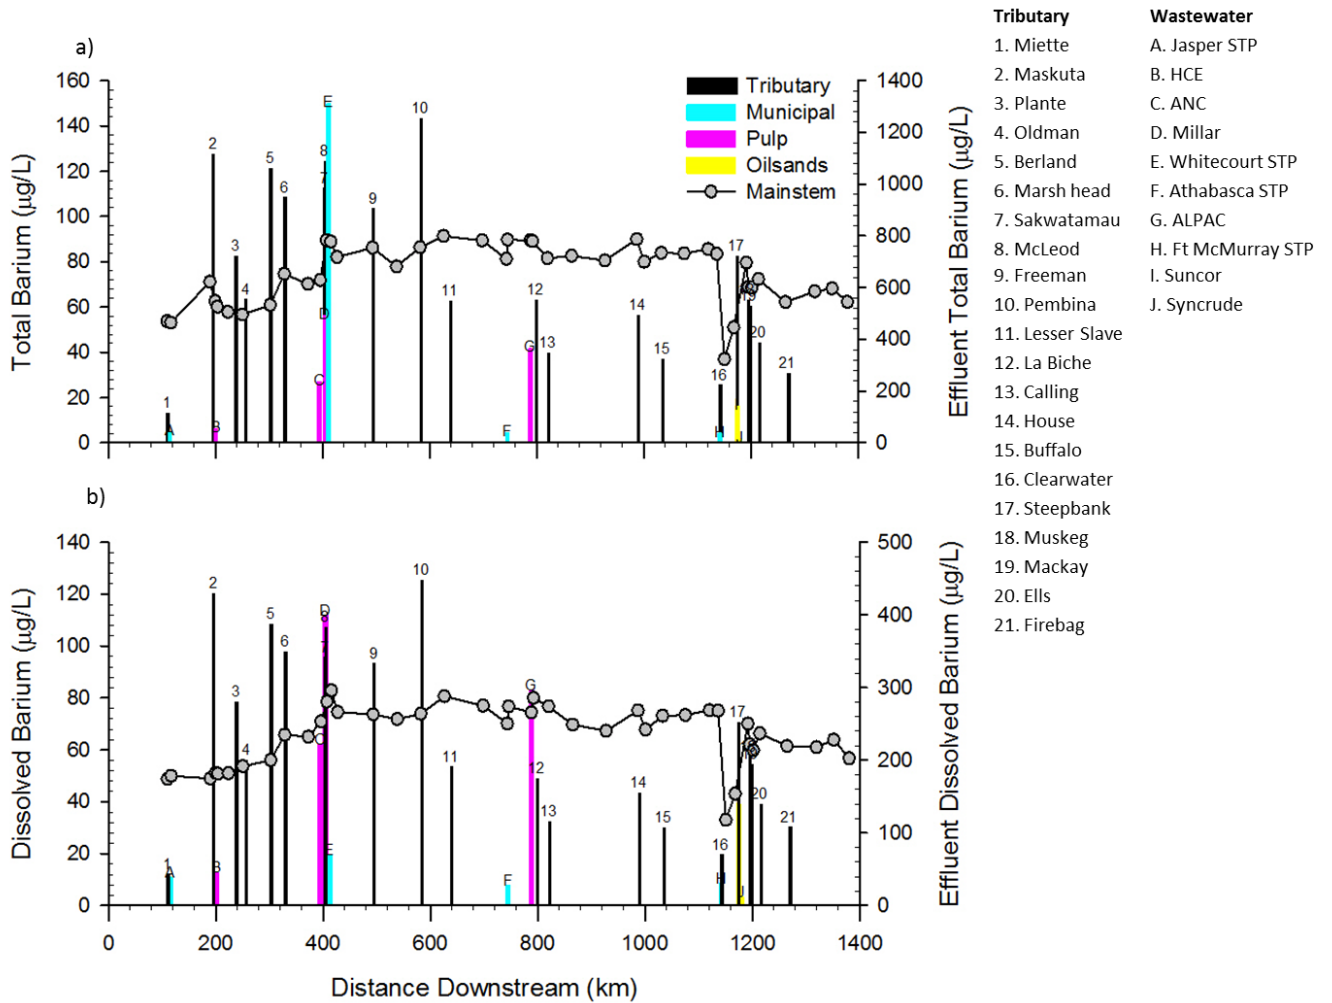 Tributary Wastewater
1. Miette A. Jasper STP
2. Maskuta B. HCE
3. Plante C. ANC
4. Oldman D. Millar
5. Berland E. Whitecourt STP
6. Marsh head F. Athabasca STP
7. Sakwatamau G. ALPAC
8. McLeod H. Ft McMurray STP
9. Freeman I. Suncor
10. Pembina J. Syncrude
11. Lesser Slave
12. La Biche
13. Calling
14. House
15. Buffalo
16. Clearwater
17. Steepbank
18. Muskeg
19. Mackay
20. Ells
21. Firebag
a)
Total Barium (µg/L)
160
140
120
100
80
60
40
20
0
Tributary
Municipal
Pulp
Oilsands
Mainstem
1
A
2
B
3
4
5
6
C
D
7
8
E
9
10
11
F
G
12
13
14
15
16
H
17
19
20
21
1400
1200
1000
800
600
400
200
0
Effluent Total Barium (µg/L)
b)
Dissolved Barium (µg/L)
140
120
100
80
60
40
20
0
1
A
2
B
3
4
5
6
C
D
8
7
E
9
10
11
F
G
12
13
14
15
16
H
17
J
20
21
500
400
300
200
100
0
Effluent Dissolved Barium (µg/L)
0 200 400 600 800 1000 1200 1400
Distance Downstream (km)